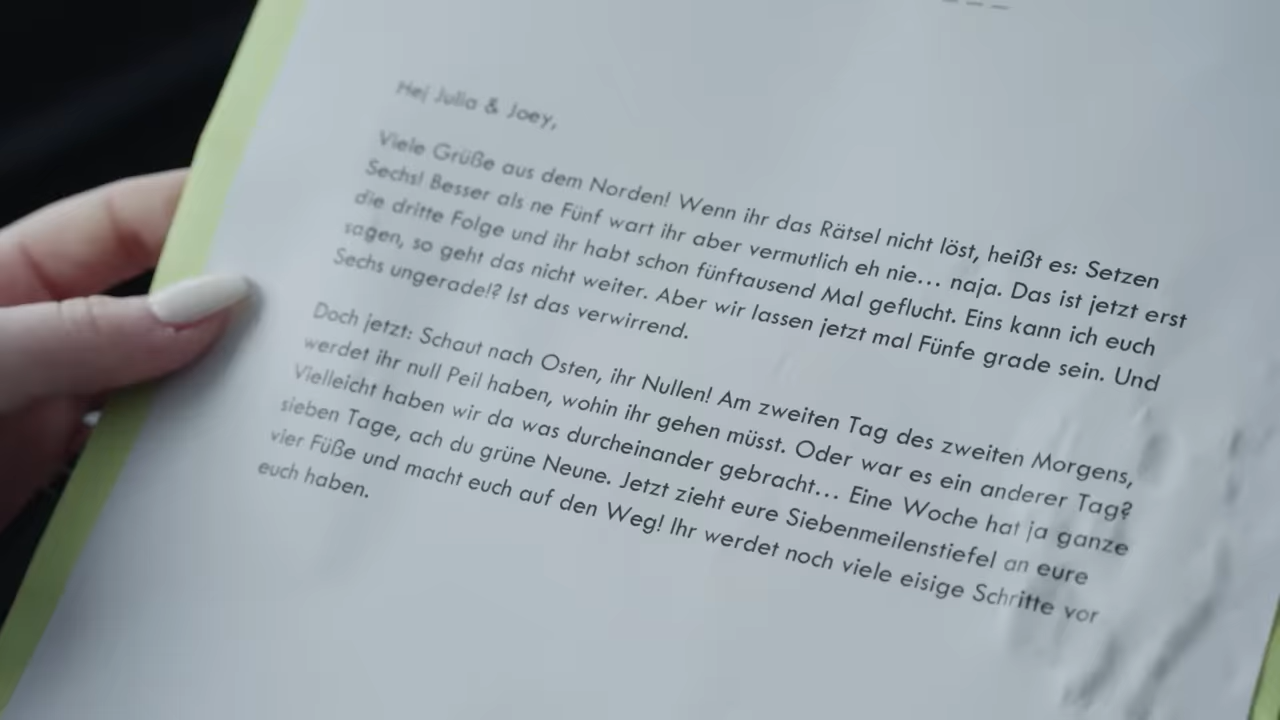 Hej Julia & Joey,
Viele Grüße aus dem Norden! Wenn ihr das Rätsel nicht löst, heißt es: Setzen
Sechs! Besser als ne Fünf wart ihr aber vermutlich eh nie... naja. Das ist jetzt erst
die dritte Folge und ihr habt schon fünftausend Mal geflucht. Eins kann ich euch
sagen, so geht das nicht weiter. Aber wir lassen jetzt mal Fünfe grade sein. Und
Sechs ungerade!? Ist das verwirrend.
Doch jetzt: Schaut nach Osten, ihr Nullen! Am zweiten Tag des zweiten Morgens,
werdet ihr null Peil haben, wohin ihr gehen müsst. Oder war es ein anderer Tag?
Vielleicht haben wir da was durcheinander gebracht... Eine Woche hat ja ganze
sieben Tage, ach du grüne Neune. Jetzt zieht eure Siebenmeilenstiefel an eure
vier Füße und macht euch auf den Weg! Ihr werdet noch viele eisige Schritte vor
euch haben.